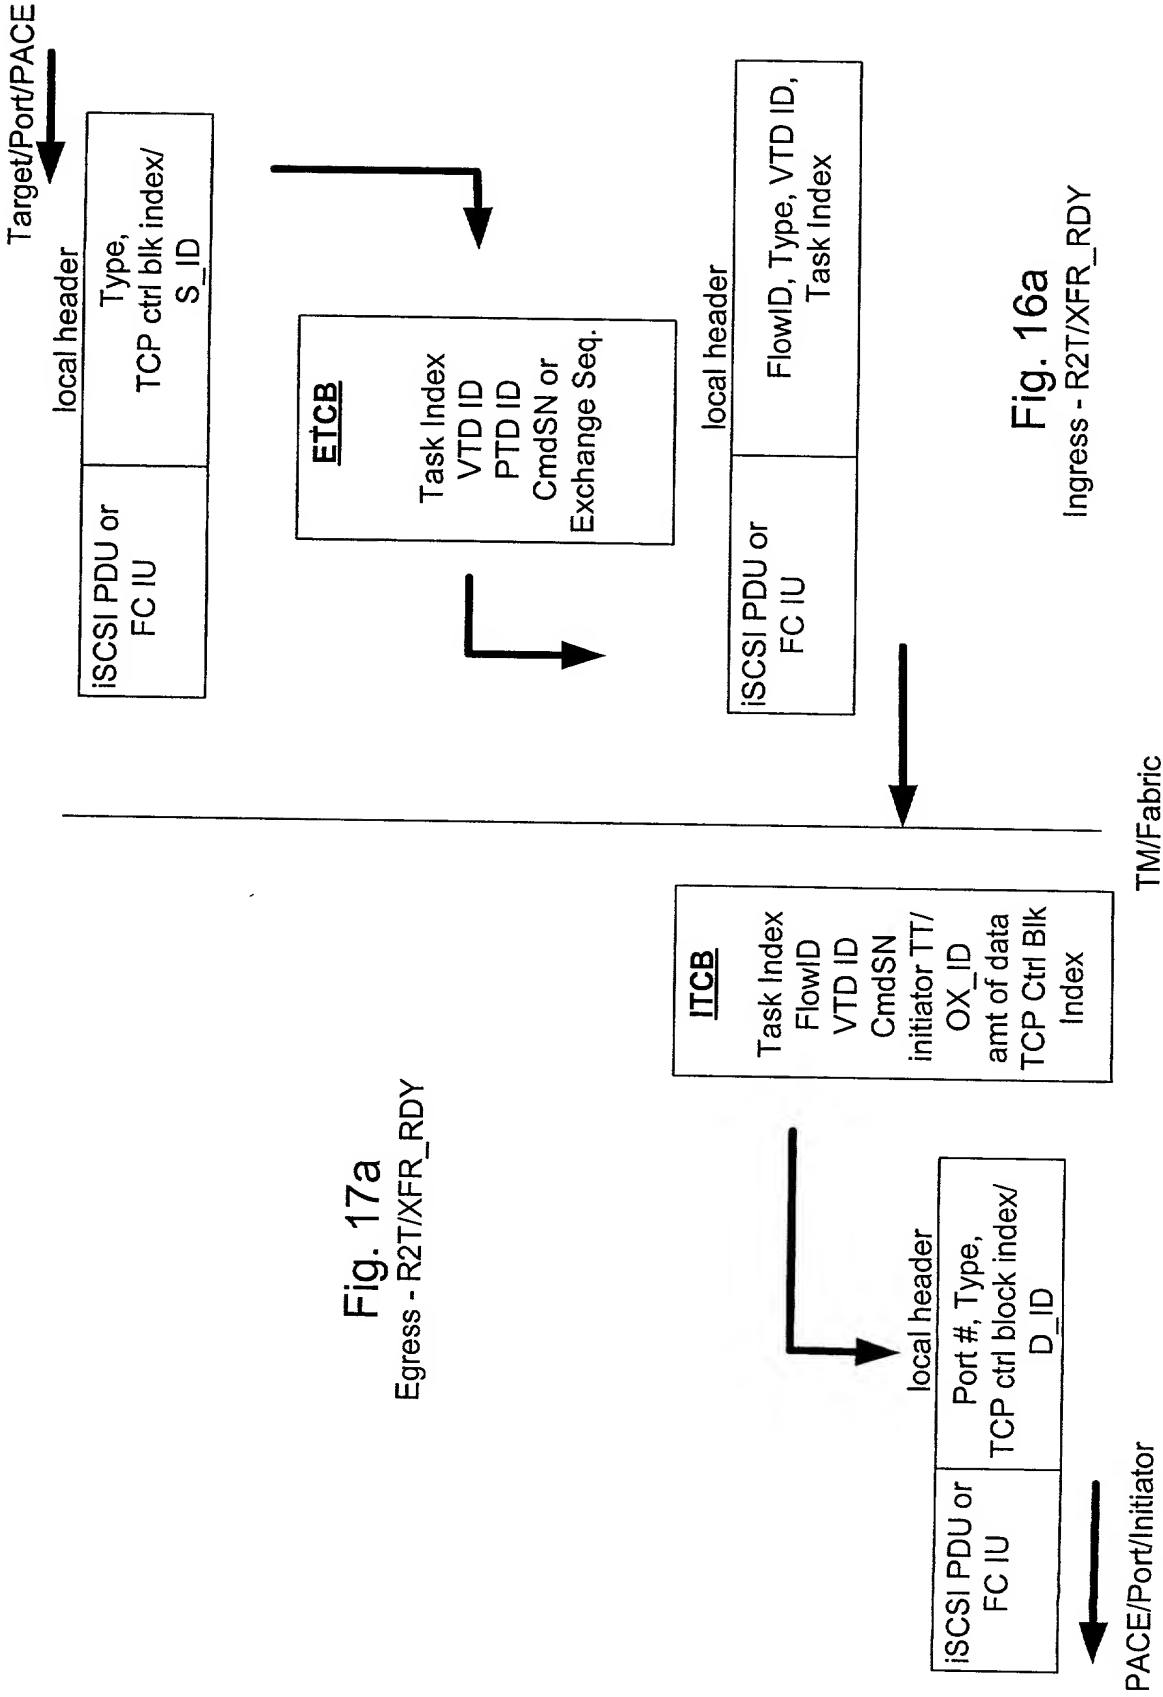 Target/Port/PACE
local header
iSCSI PDU or
FC IU
Type,
TCP ctrl blk index/
S_ID
ETCB
Task Index
VTD ID
PTD ID
CmdSN or
Exchange Seq.
local header
iSCSI PDU or
FC IU
FlowID, Type, VTD ID,
Task Index
Fig. 16a
Ingress - R2T/XFR_RDY
TM/Fabric
Fig. 17a
Egress - R2T/XFR_RDY
ITCB
Task Index
FlowID
VTD ID
CmdSN
initiator TT/
OX_ID
amt of data
TCP Ctrl Blk
Index
local header
iSCSI PDU or
FC IU
Port #, Type,
TCP ctrl block index/
D_ID
PACE/Port/Initiator